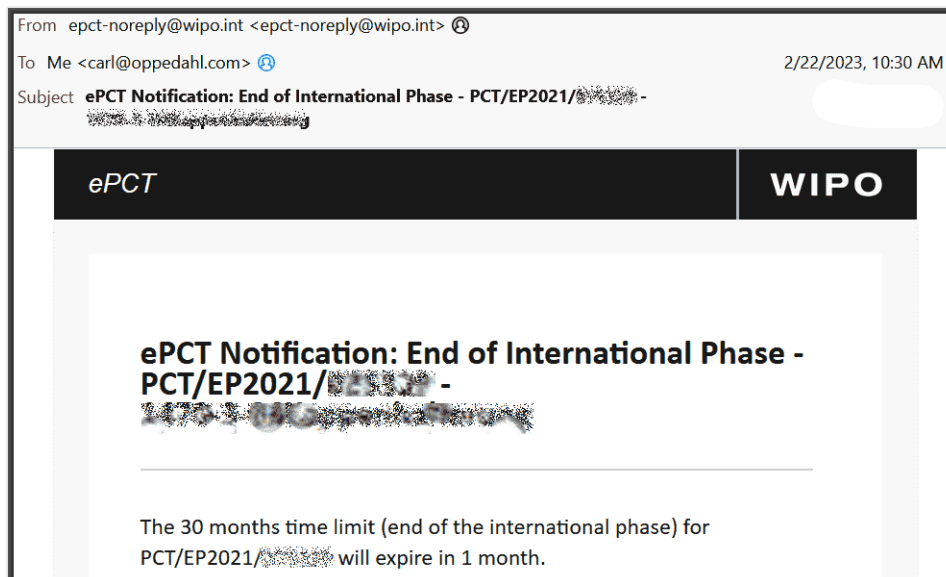 From epct-noreply@wipo.int <epct-noreply@wipo.int>
To Me <carl@oppedahl.com> 2/22/2023, 10:30 AM
Subject ePCT Notification: End of International Phase - PCT/EP2021/ -
ePCT WIPO
ePCT Notification: End of International Phase -
PCT/EP2021/ -
The 30 months time limit (end of the international phase) for
PCT/EP2021/ will expire in 1 month.